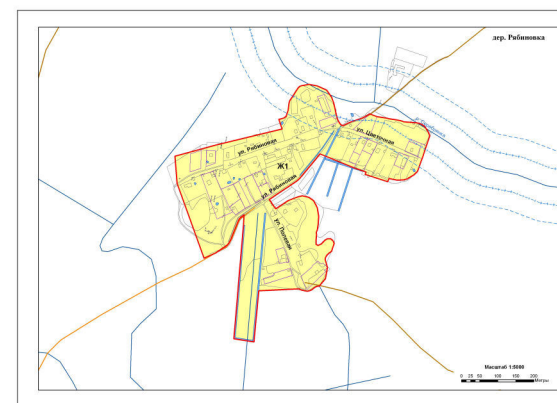 дер. Рябиновка
ул. Цветочная
ул. Рябиновая
Ж1
ул. Рябиновая
ул. Полевая
Масштаб 1:5000
0 25 50 100 150 200
Метры